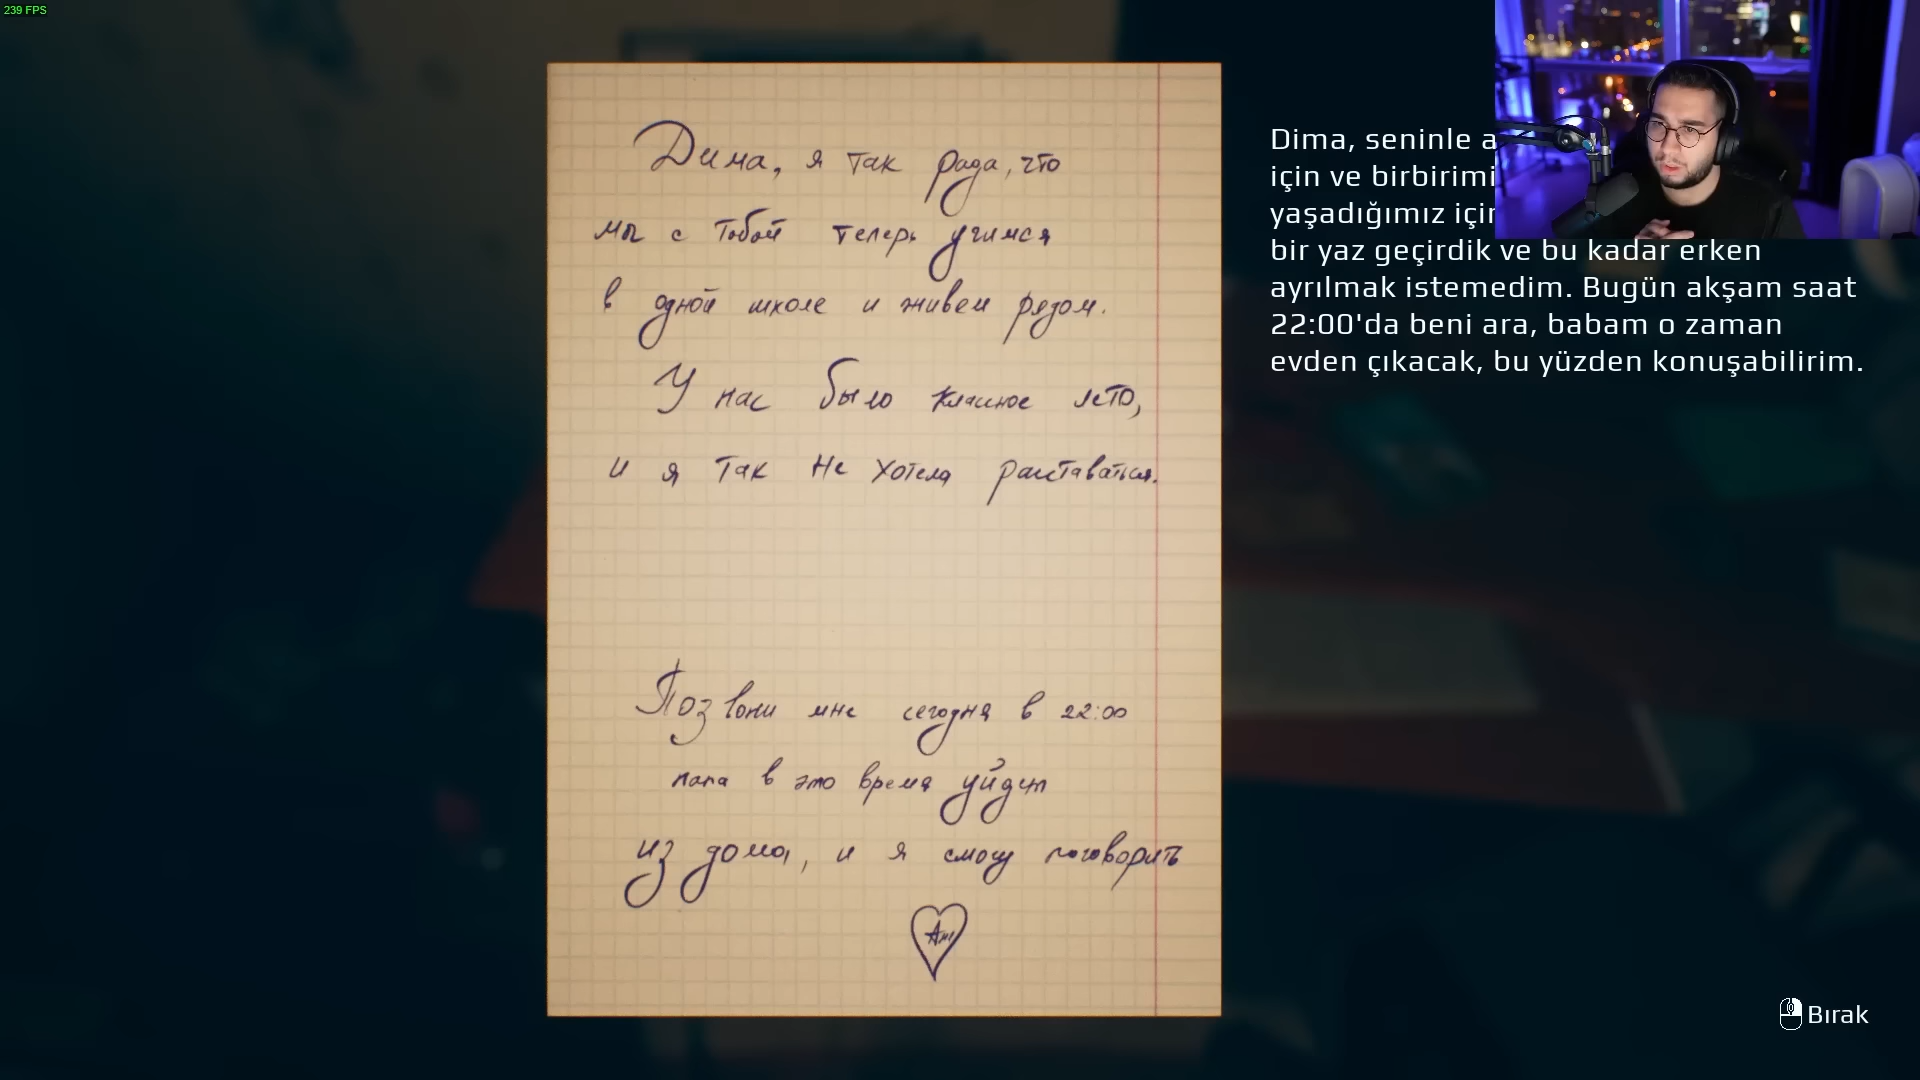 239 FPS
Дима, я так рада, что
мы с тобой теперь учимся
в одной школе и живем рядом.
У нас было классное лето,
и я так не хотела расставаться.
Позвони мне сегодня в 22:00
папа в это время уйдет
из дома, и я смогу поговорить
Dima, seninle a
için ve birbirimi
yaşadığımız için
bir yaz geçirdik ve bu kadar erken
ayrılmak istemedim. Bugün akşam saat
22:00'da beni ara, babam o zaman
evden çıkacak, bu yüzden konuşabilirim.
Bırak